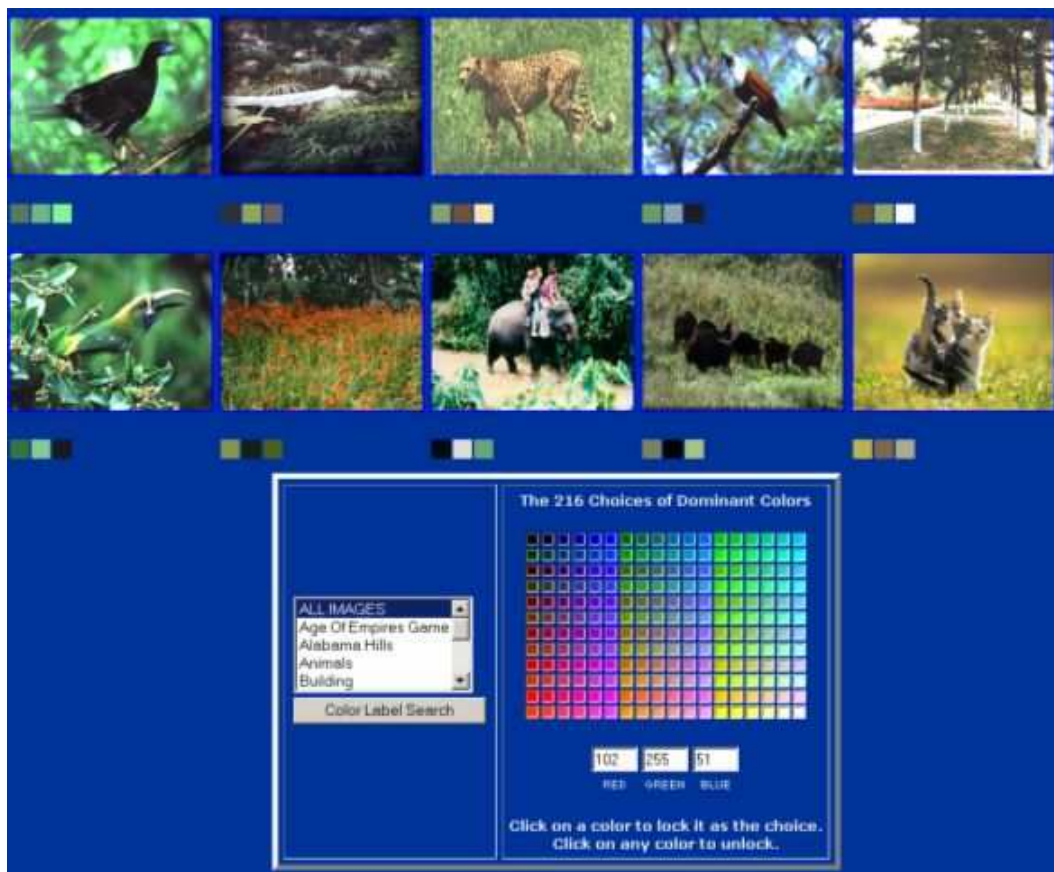 The 216 Choices of Dominant Colors
ALL IMAGES
Age Of Empires Game
Alabama Hills
Animals
Building
Color Label Search
102 255 51
RED GREEN BLUE
Click on a color to lock it as the choice.
Click on any color to unlock.